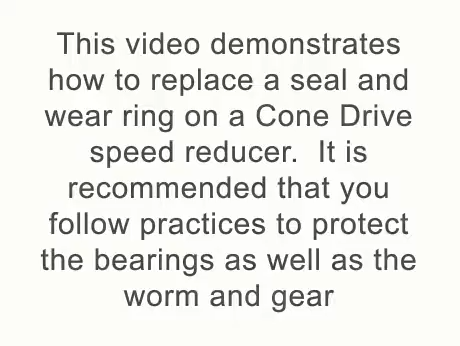 This video demonstrates
how to replace a seal and
wear ring on a Cone Drive
speed reducer.  It is
recommended that you
follow practices to protect
the bearings as well as the
worm and gear